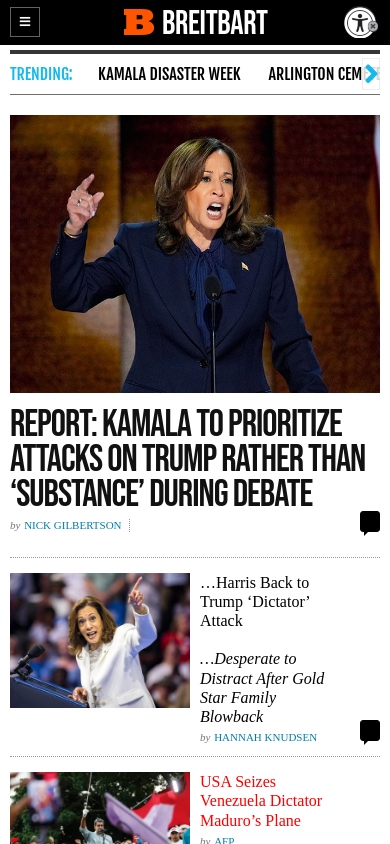 B BREITBART
TRENDING: KAMALA DISASTER WEEK ARLINGTON CEM
REPORT: KAMALA TO PRIORITIZE
ATTACKS ON TRUMP RATHER THAN
‘SUBSTANCE’ DURING DEBATE
by NICK GILBERTSON
…Harris Back to
Trump ‘Dictator’
Attack
…Desperate to
Distract After Gold
Star Family
Blowback
by HANNAH KNUDSEN
USA Seizes
Venezuela Dictator
Maduro’s Plane
by AFP